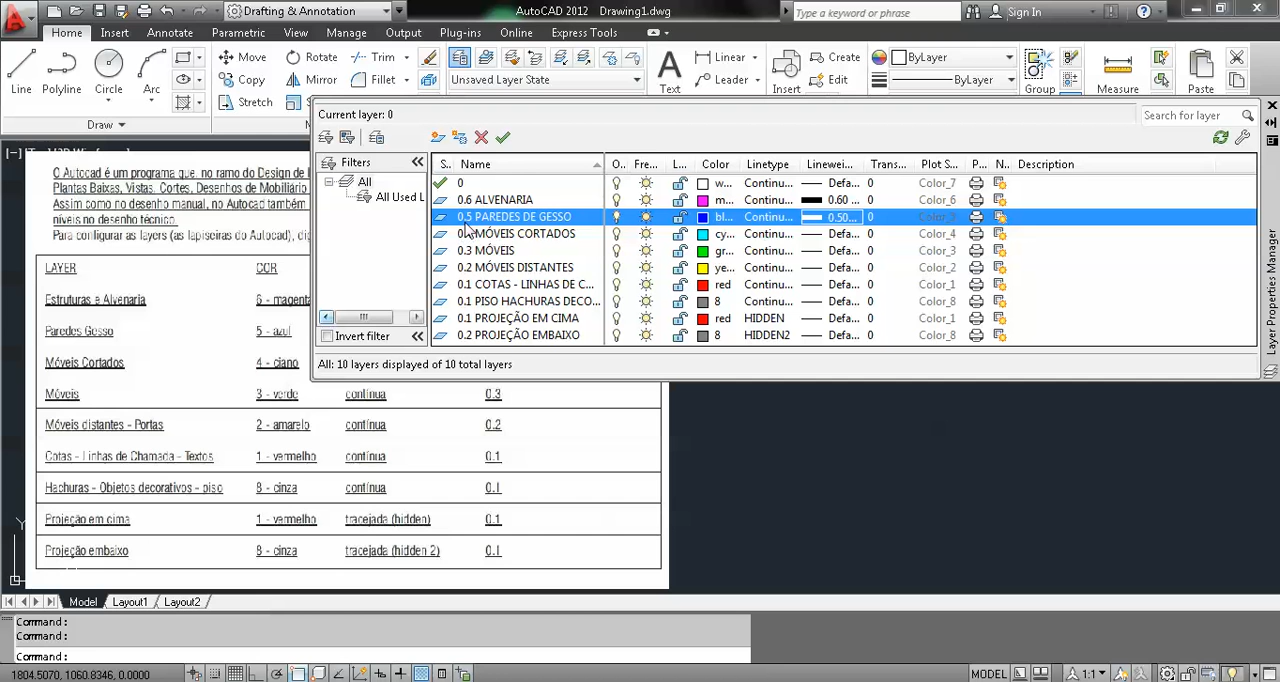 Drafting & Annotation
AutoCAD 2012 Drawing1.dwg
Type a keyword or phrase
Sign In
Home Insert Annotate Parametric View Manage Output Plug-ins Online Express Tools
Move Rotate Trim
Copy Mirror Fillet
Stretch
Line Polyline Circle Arc
Draw
Unsaved Layer State
Text
Linear
Leader
Insert
Create
Edit
ByLayer
ByLayer
Group
Measure
Paste
Current layer: 0
Search for layer
Filters
All
All Used L
Invert filter
S.. Name O.. Fre... L... Color Linetype Linewei... Trans... Plot S... P... N.. Description
0 w... Continu... Defa... 0 Color_7
0.6 ALVENARIA m... Continu... 0.60 ... 0 Color_6
0.5 PAREDES DE GESSO bl... Continu... 0.50... 0
MÓVEIS CORTADOS cy... Continu... Defa... 0 Color_4
0.3 MÓVEIS gr... Continu... Defa... 0 Color_3
0.2 MÓVEIS DISTANTES ye... Continu... Defa... 0 Color_2
0.1 COTAS - LINHAS DE C... red Continu... Defa... 0 Color_1
0.1 PISO HACHURAS DECO... 8 Continu... Defa... 0 Color_8
0.1 PROJEÇÃO EM CIMA red HIDDEN Defa... 0 Color_1
0.2 PROJEÇÃO EMBAIXO 8 HIDDEN2 Defa... 0 Color_8
All: 10 layers displayed of 10 total layers
Layer Properties Manager
O Autocad é um programa que, no ramo do Design de
Plantas Baixas, Vistas, Cortes, Desenhos de Mobiliário
Assim como no desenho manual, no Autocad também
níveis no desenho técnico.
Para configurar as layers (as lapiseiras do Autocad), dig
LAYER COR
Estruturas e Alvenaria 6 - magenta
Paredes Gesso 5 - azul
Móveis Cortados 4 - ciano
Móveis 3 - verde contínua 0.3
Móveis distantes - Portas 2 - amarelo contínua 0.2
Cotas - Linhas de Chamada - Textos 1 - vermelho contínua 0.1
Hachuras - Objetos decorativos - piso 8 - cinza contínua 0.1
Projeção em cima 1 - vermelho tracejada (hidden) 0.1
Projeção embaixo 8 - cinza tracejada (hidden 2) 0.1
Y
Model Layout1 Layout2
Command:
Command:
Command:
1804.5070, 1060.8346, 0.0000
MODEL
1:1